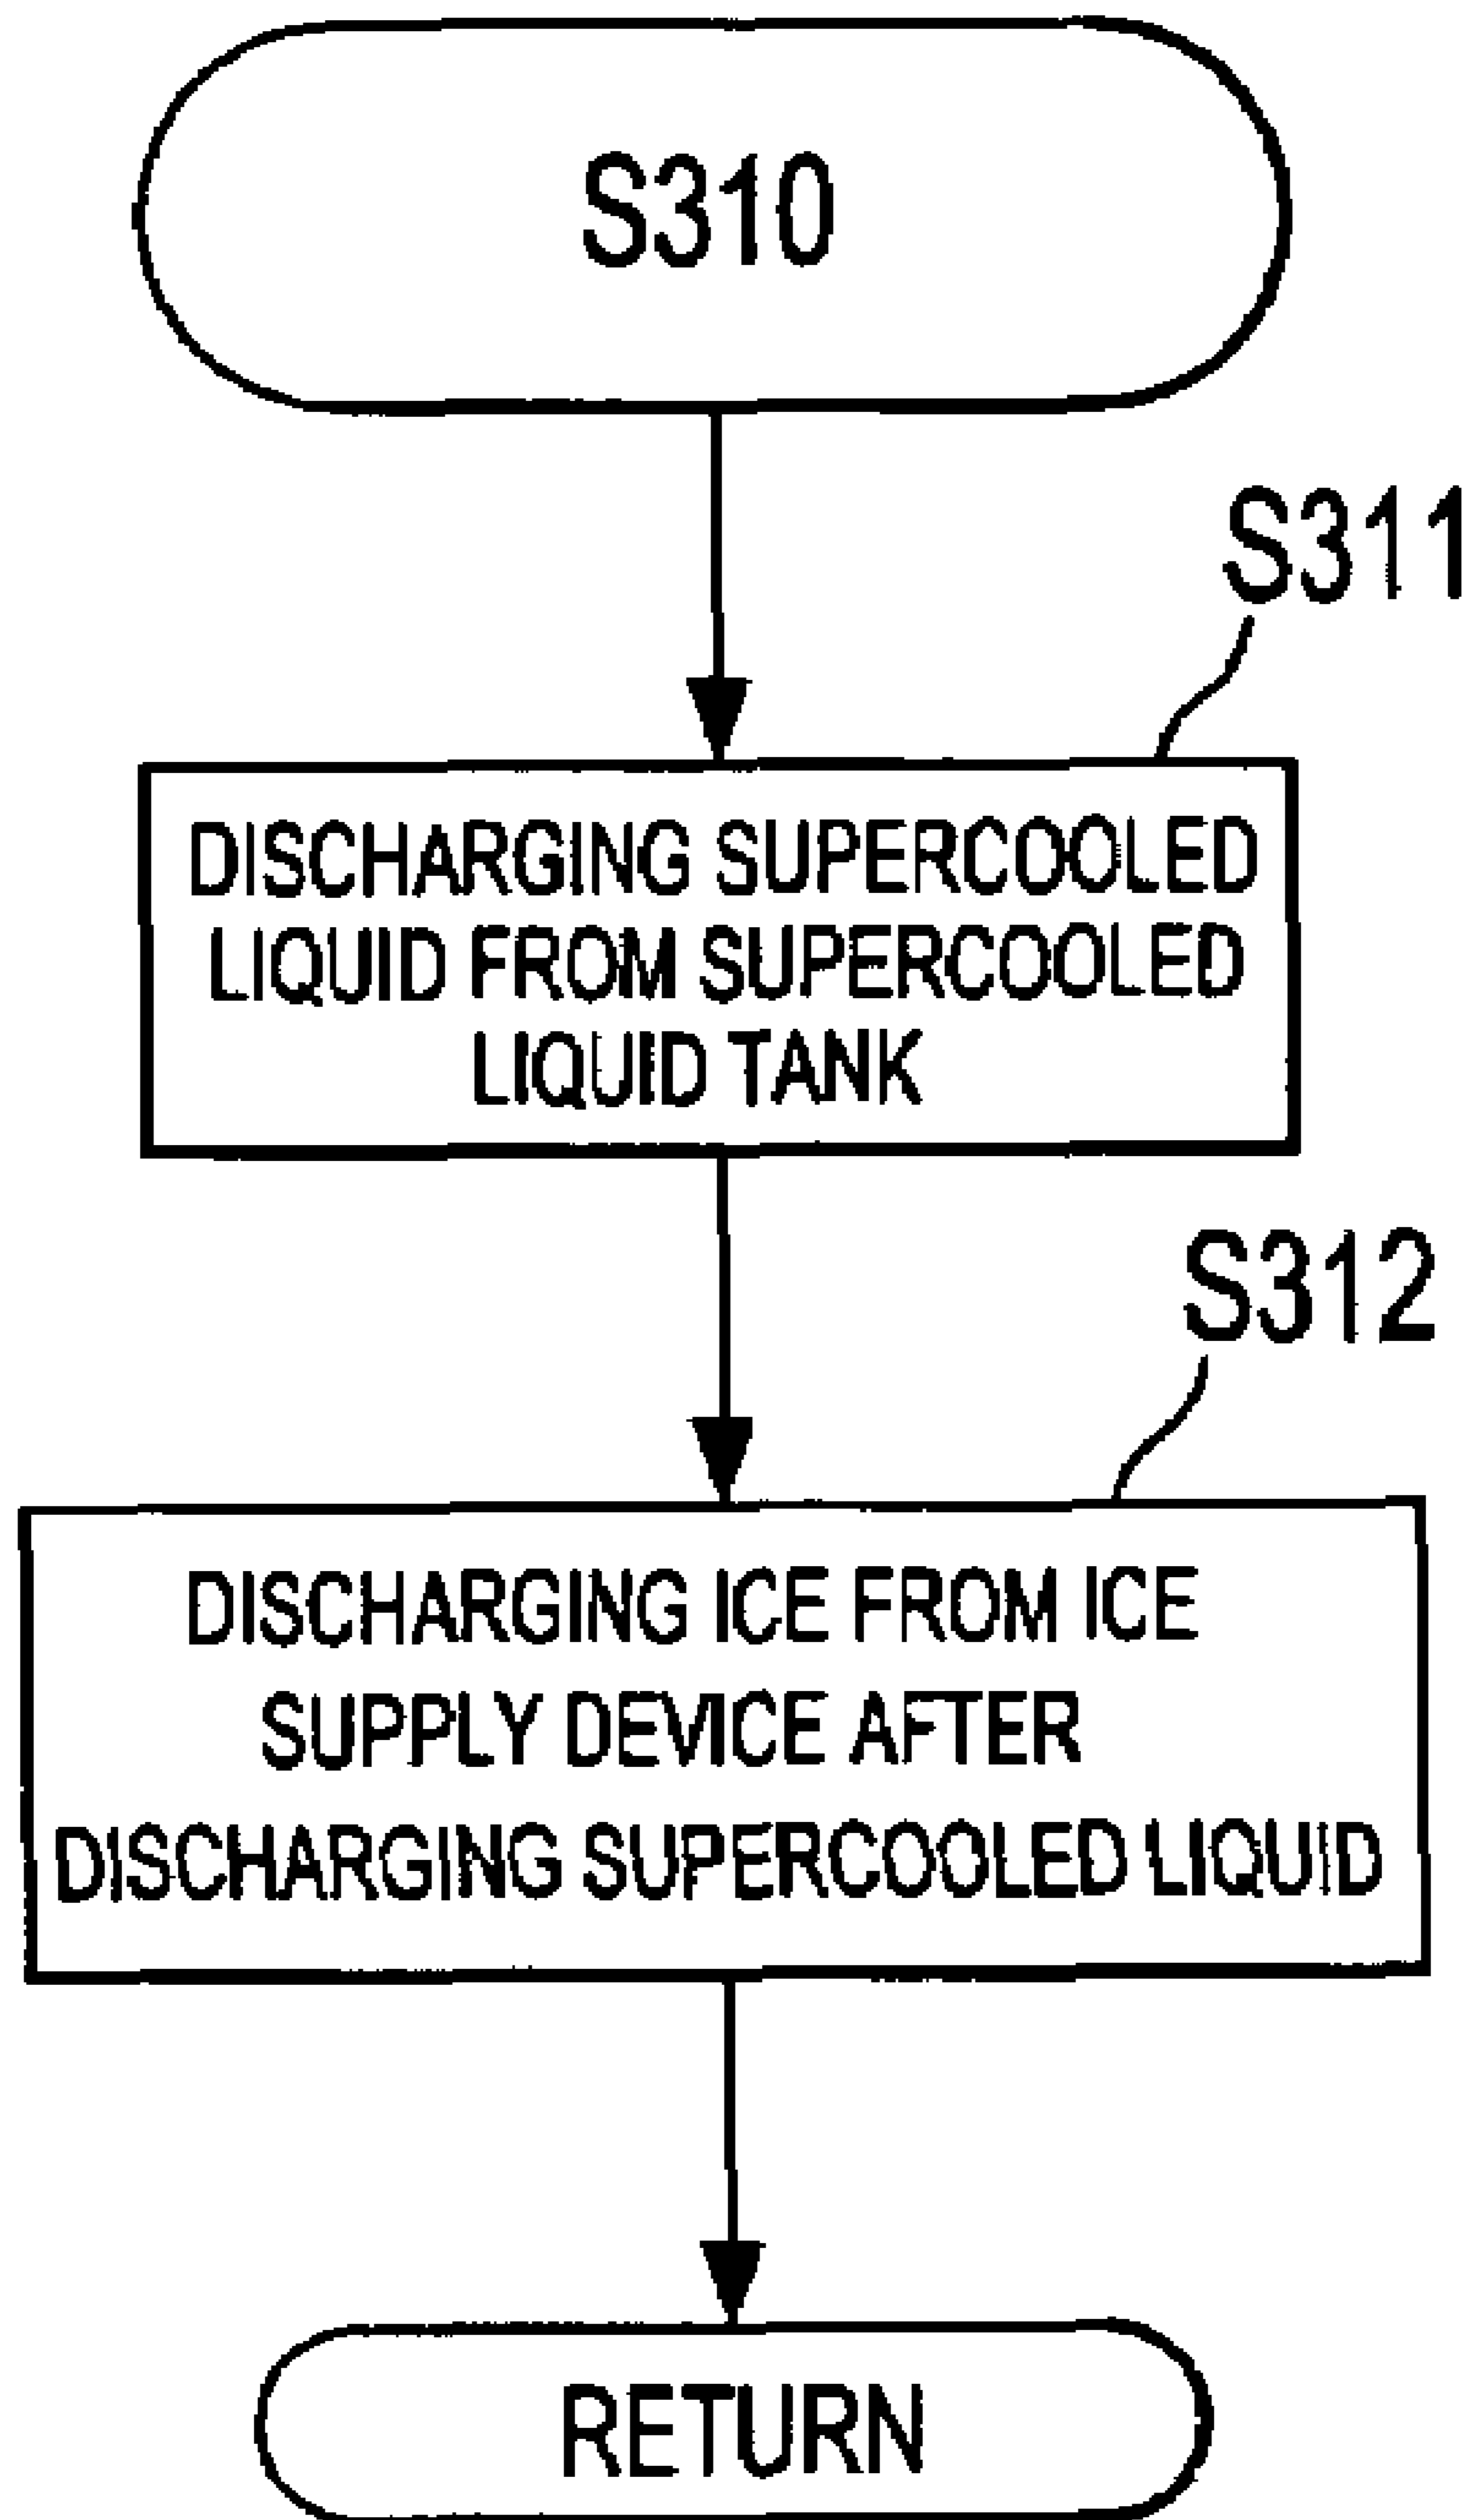 S310
S311
DISCHARGING SUPERCOOLED
LIQUID FROM SUPERCOOLED
LIQUID TANK
S312
DISCHARGING ICE FROM ICE
SUPPLY DEVICE AFTER
DISCHARGING SUPERCOOLED LIQUID
RETURN